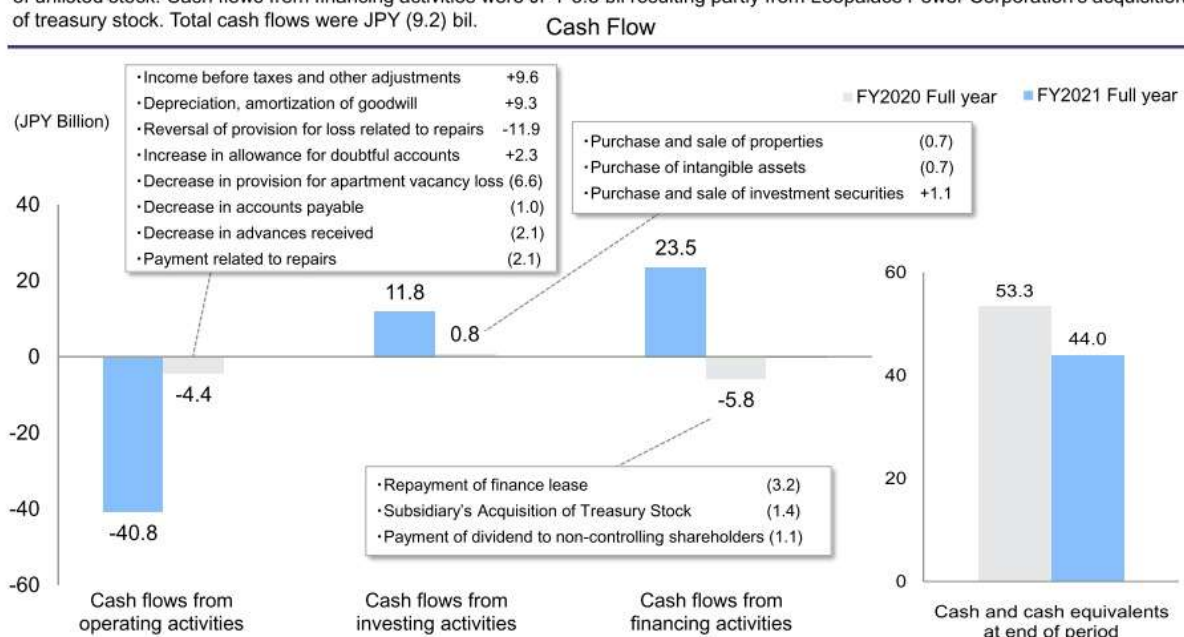 of treasury stock. Total cash flows were JPY (9.2) bil.
Cash Flow
(JPY Billion)
FY2020 Full year
FY2021 Full year
・Income before taxes and other adjustments +9.6
・Depreciation, amortization of goodwill +9.3
・Reversal of provision for loss related to repairs -11.9
・Increase in allowance for doubtful accounts +2.3
・Decrease in provision for apartment vacancy loss (6.6)
・Decrease in accounts payable (1.0)
・Decrease in advances received (2.1)
・Payment related to repairs (2.1)
・Purchase and sale of properties (0.7)
・Purchase of intangible assets (0.7)
・Purchase and sale of investment securities +1.1
40
20
0
-20
-40
-60
-40.8
-4.4
11.8
0.8
23.5
-5.8
・Repayment of finance lease (3.2)
・Subsidiary's Acquisition of Treasury Stock (1.4)
・Payment of dividend to non-controlling shareholders (1.1)
Cash flows from
operating activities
Cash flows from
investing activities
Cash flows from
financing activities
60
40
20
0
53.3
44.0
Cash and cash equivalents
at end of period